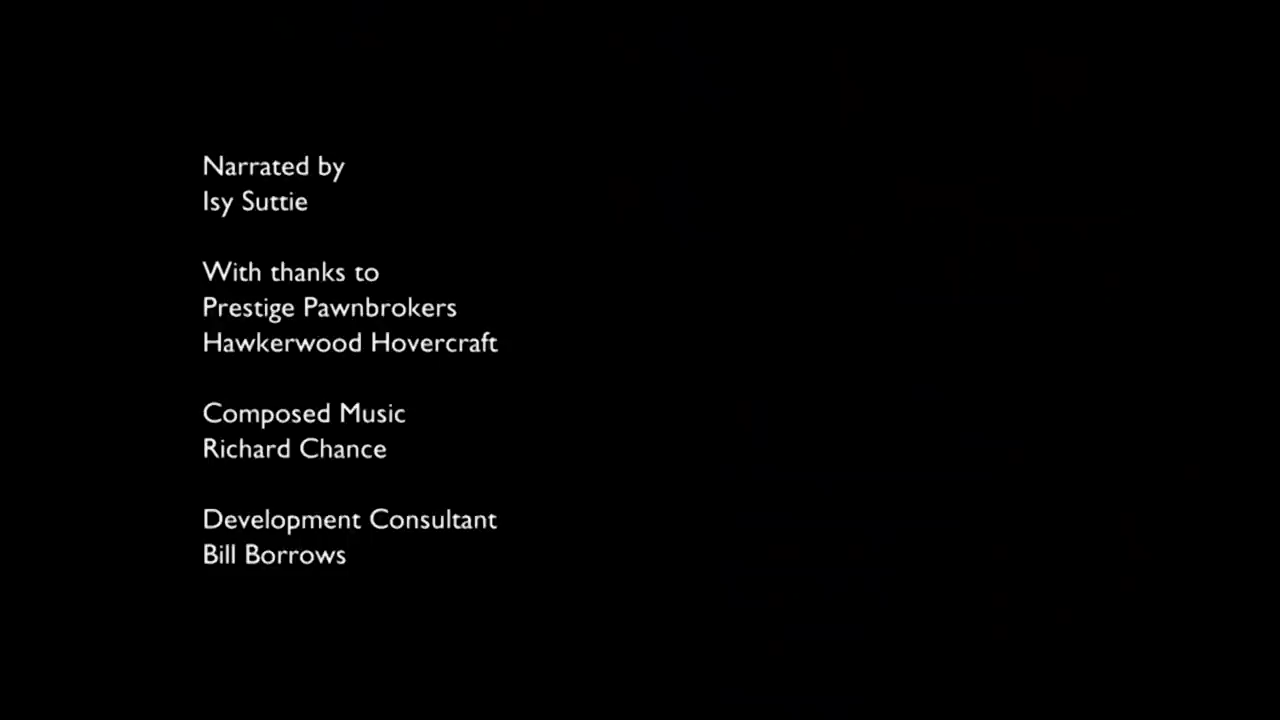 Narrated by
Isy Suttie
With thanks to
Prestige Pawnbrokers
Hawkerwood Hovercraft
Composed Music
Richard Chance
Development Consultant
Bill Borrows